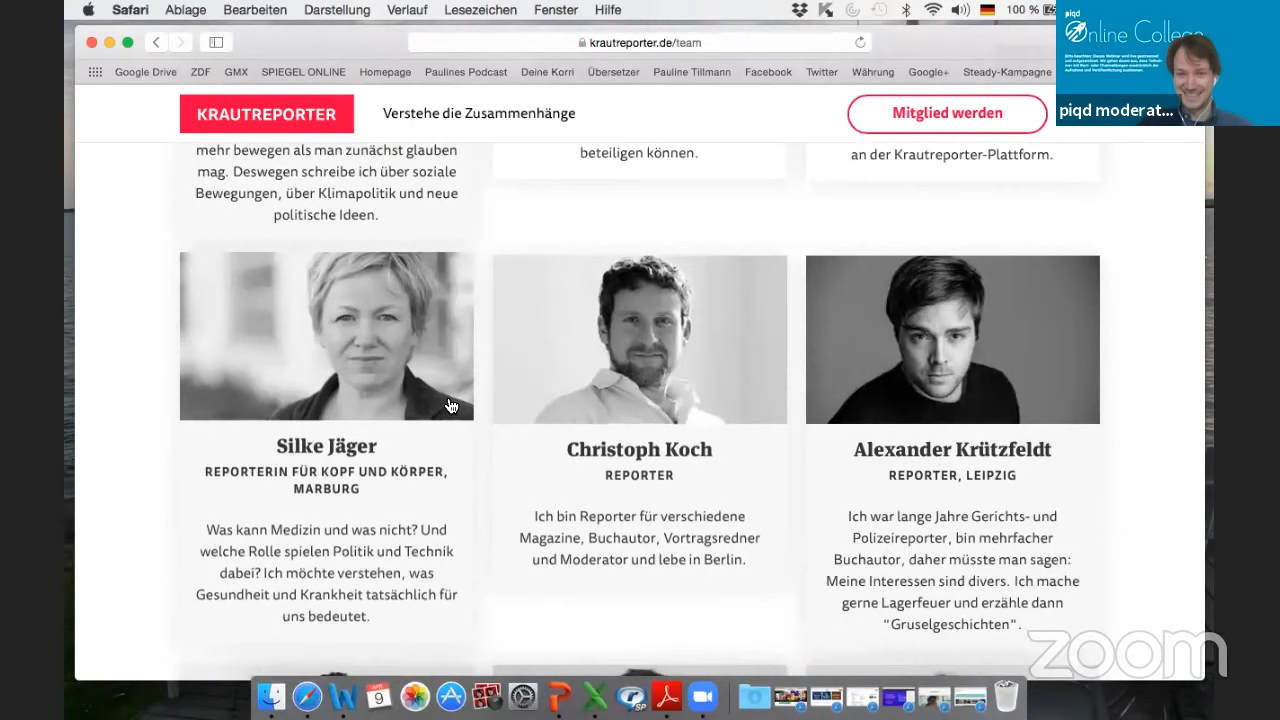 Safari Ablage Bearbeiten Darstellung Verlauf Lesezeichen Fenster Hilfe
100 %
krautreporter.de/team
Google Drive ZDF GMX SPIEGEL ONLINE Homepage Paulines Podcast Deine Korri Übersetzer Pauline Tillmann Facebook Twitter Währung Google+ Steady-Kampagne
piqd
Online College
piqd moderat...
KRAUTREPORTER
Verstehe die Zusammenhänge
Mitglied werden
mehr bewegen als man zunächst glauben
mag. Deswegen schreibe ich über soziale
Bewegungen, über Klimapolitik und neue
politische Ideen.
beteiligen können.
an der Krautreporter-Plattform.
Silke Jäger
REPORTERIN FÜR KOPF UND KÖRPER,
MARBURG
Was kann Medizin und was nicht? Und
welche Rolle spielen Politik und Technik
dabei? Ich möchte verstehen, was
Gesundheit und Krankheit tatsächlich für
uns bedeutet.
Christoph Koch
REPORTER
Ich bin Reporter für verschiedene
Magazine, Buchautor, Vortragsredner
und Moderator und lebe in Berlin.
Alexander Krützfeldt
REPORTER, LEIPZIG
Ich war lange Jahre Gerichts- und
Polizeireporter, bin mehrfacher
Buchautor, daher müsste man sagen:
Meine Interessen sind divers. Ich mache
gerne Lagerfeuer und erzähle dann
"Gruselgeschichten".
zoom
9